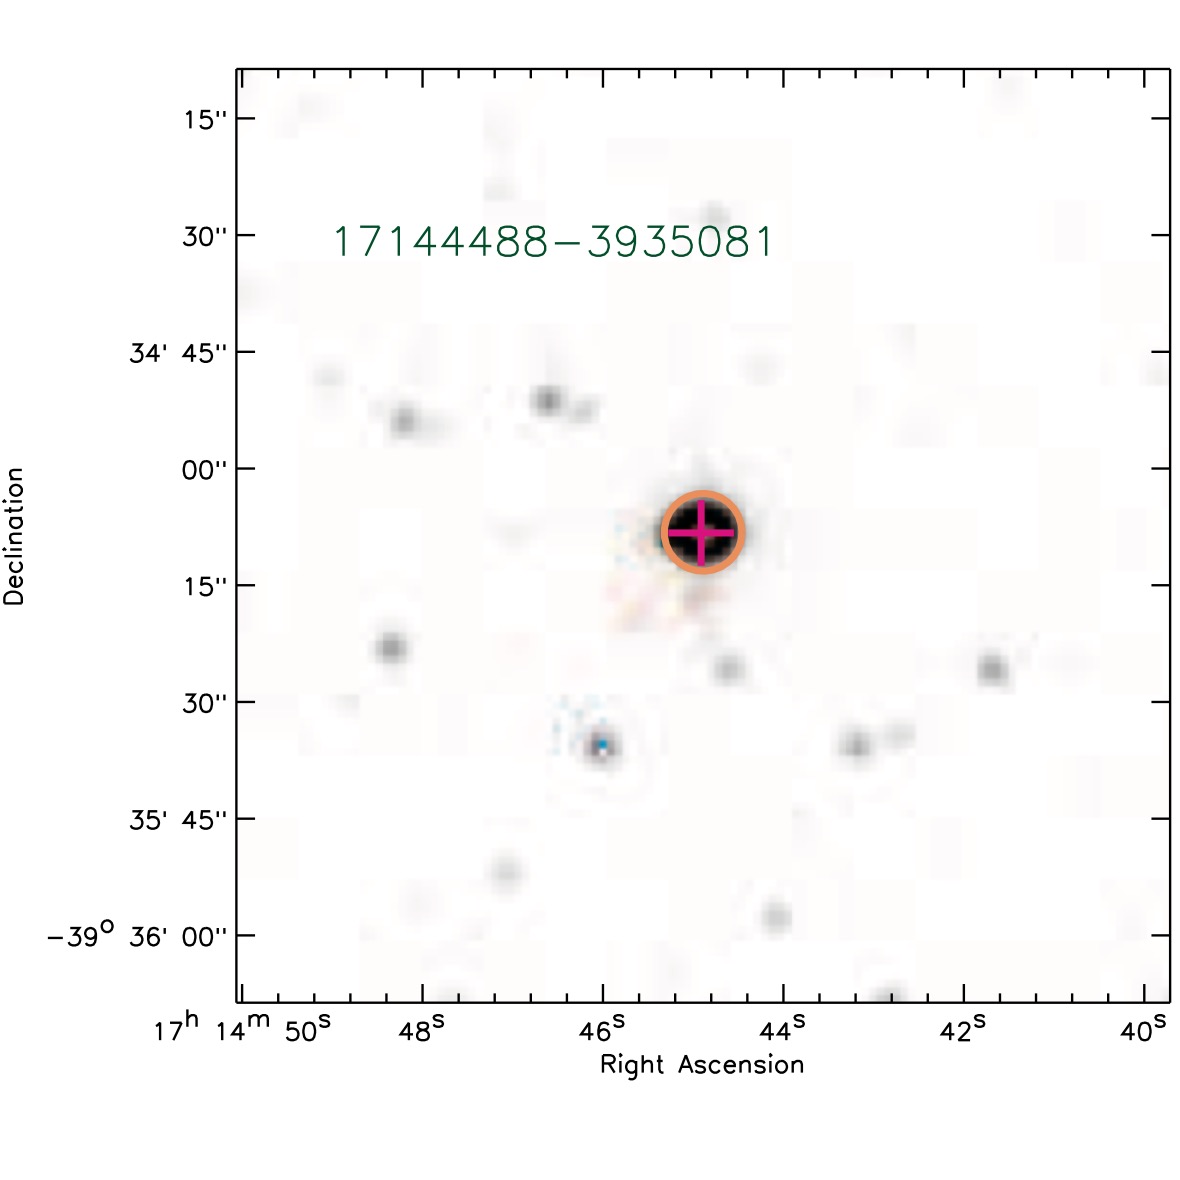 15"
17144488−3935081
30"
34' 45"
00"
15"
30"
35' 45"
−39° 36' 00"
Declination
17ʰ 14ᵐ 50ˢ 48ˢ 46ˢ 44ˢ 42ˢ 40ˢ
Right Ascension